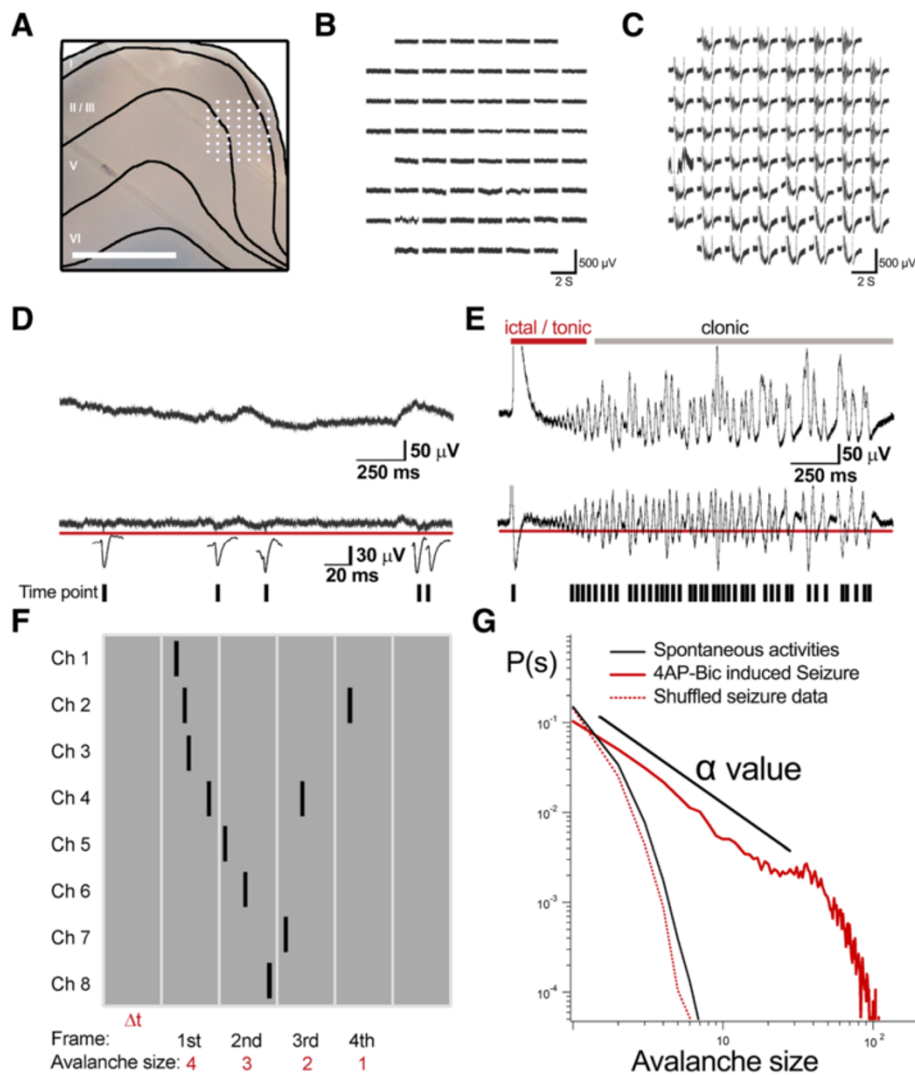 A
I
II / III
V
VI
B
500 μV
2 S
C
500 μV
2 S
D
50 μV
250 ms
30 μV
20 ms
Time point
E
ictal / tonic
clonic
50 μV
250 ms
F
Ch 1
Ch 2
Ch 3
Ch 4
Ch 5
Ch 6
Ch 7
Ch 8
Δt
Frame: 1st 2nd 3rd 4th
Avalanche size: 4 3 2 1
G
P(s)
Spontaneous activities
4AP-Bic induced Seizure
Shuffled seizure data
α value
10⁻¹
10⁻²
10⁻³
10⁻⁴
10 10²
Avalanche size